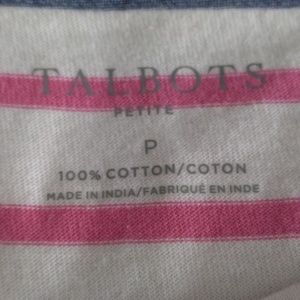 TALBOTS
PETITE
P
100% COTTON/COTON
MADE IN INDIA/FABRIQUÉ EN INDE